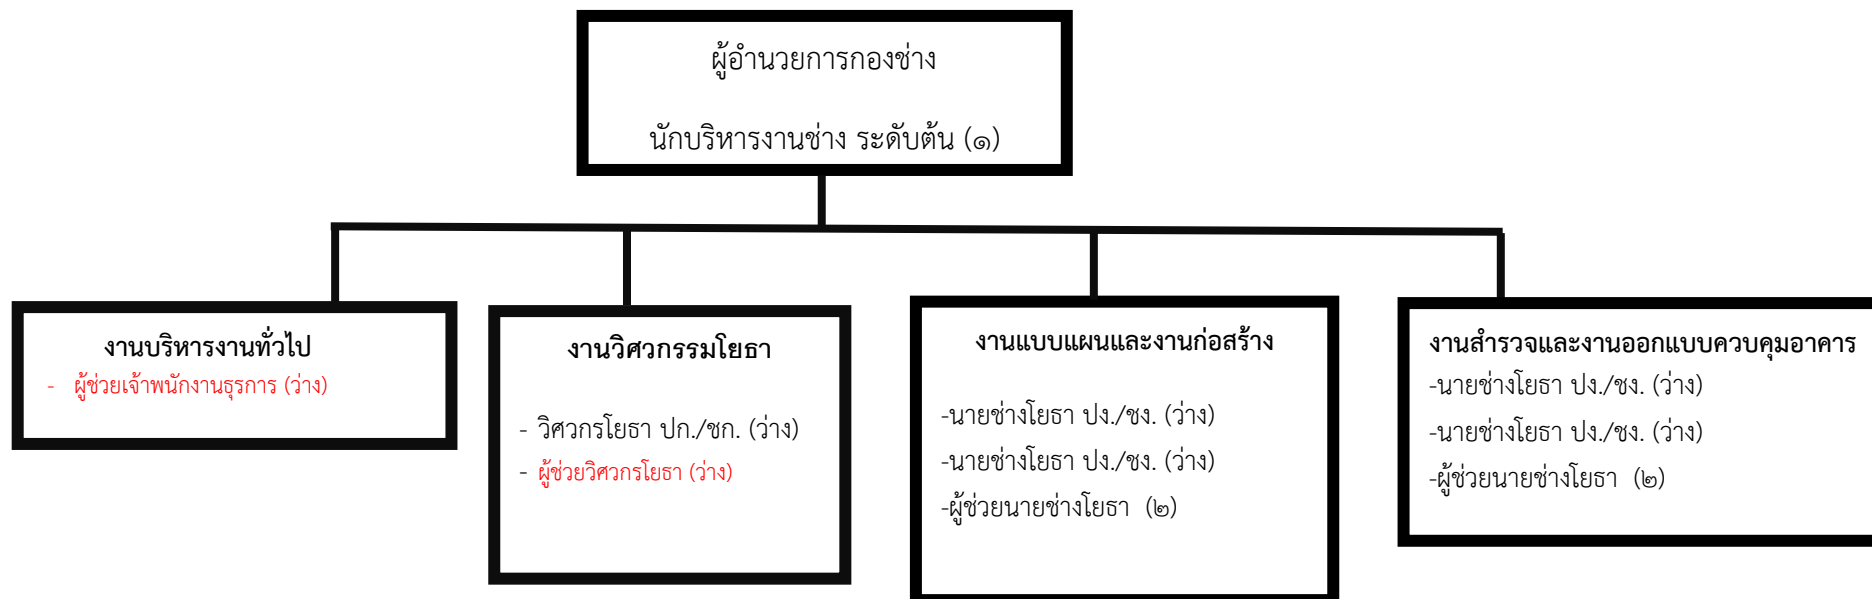 ผู้อำนวยการกองช่าง
นักบริหารงานช่าง ระดับต้น (๑)
งานบริหารงานทั่วไป
- ผู้ช่วยเจ้าพนักงานธุรการ (ว่าง)
งานวิศวกรรมโยธา
- วิศวกรโยธา ปก./ชก. (ว่าง)
- ผู้ช่วยวิศวกรโยธา (ว่าง)
งานแบบแผนและงานก่อสร้าง
-นายช่างโยธา ปง./ชง. (ว่าง)
-นายช่างโยธา ปง./ชง. (ว่าง)
-ผู้ช่วยนายช่างโยธา (๒)
งานสำรวจและงานออกแบบควบคุมอาคาร
-นายช่างโยธา ปง./ชง. (ว่าง)
-นายช่างโยธา ปง./ชง. (ว่าง)
-ผู้ช่วยนายช่างโยธา (๒)